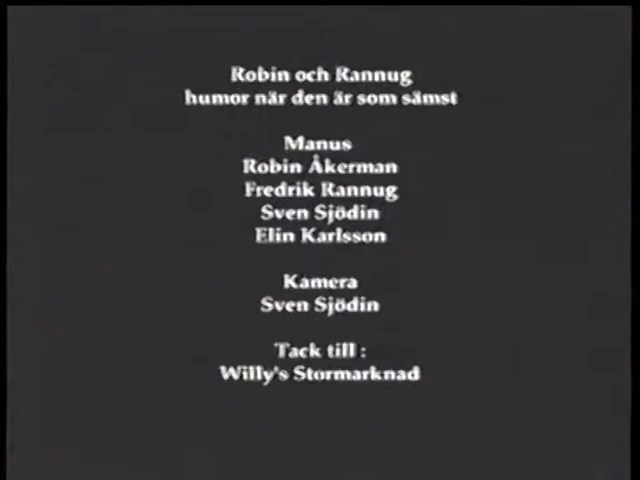 Robin och Rannug
humor när den är som sämst
Manus
Robin Åkerman
Fredrik Rannug
Sven Sjödin
Elin Karlsson
Kamera
Sven Sjödin
Tack till :
Willy's Stormarknad